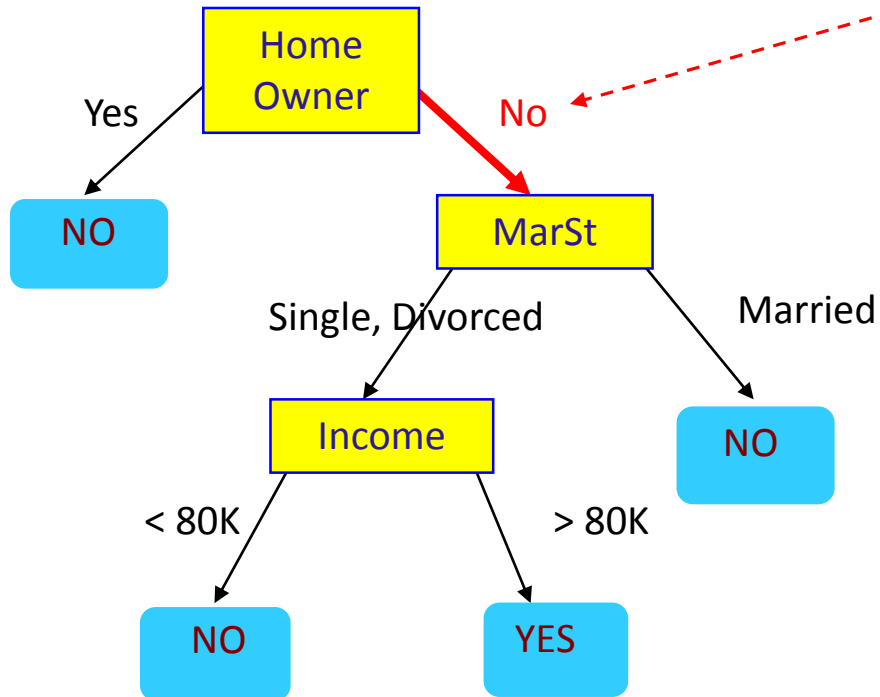 Home
Owner
Yes
No
NO
MarSt
Single, Divorced
Married
Income
NO
< 80K
> 80K
NO
YES